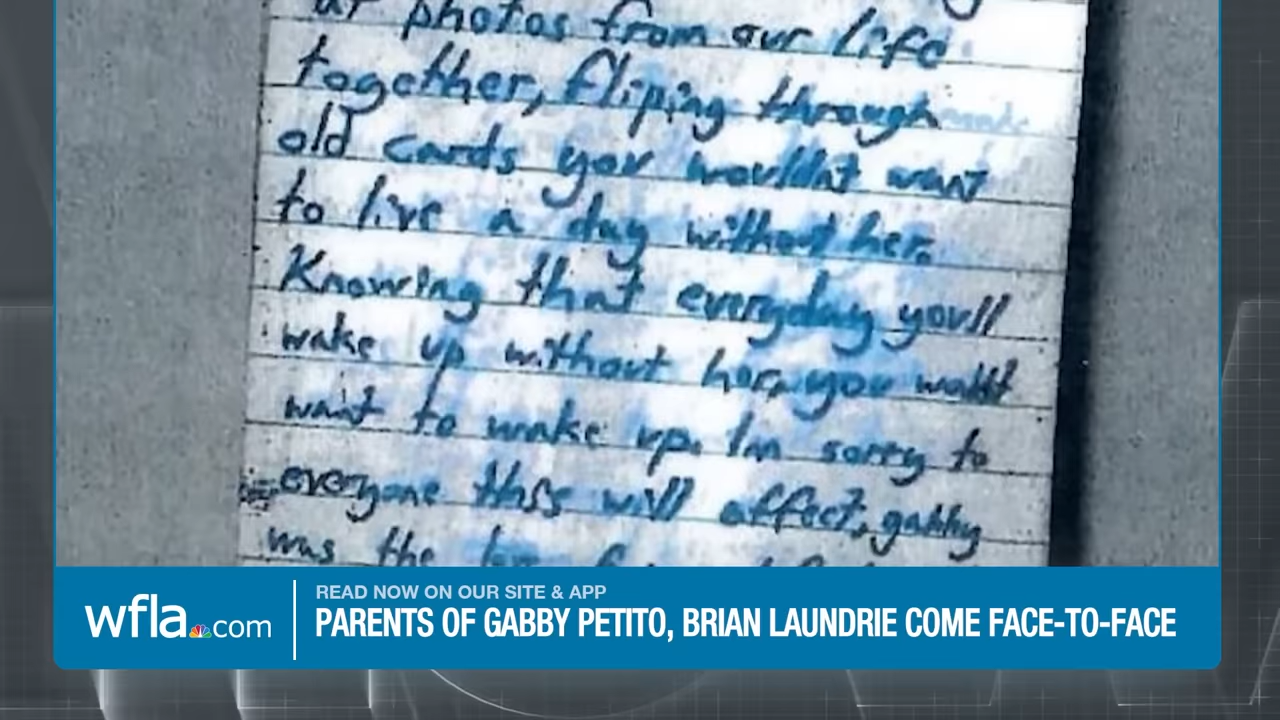 at photos from our life
together, fliping through
old cards you wouldnt want
to live a day without her.
Knowing that everyday you'll
wake up without her, you wouldnt
want to wake up. Im sorry to
everyone this will affect, gabby
was the
wfla.com
READ NOW ON OUR SITE & APP
PARENTS OF GABBY PETITO, BRIAN LAUNDRIE COME FACE-TO-FACE